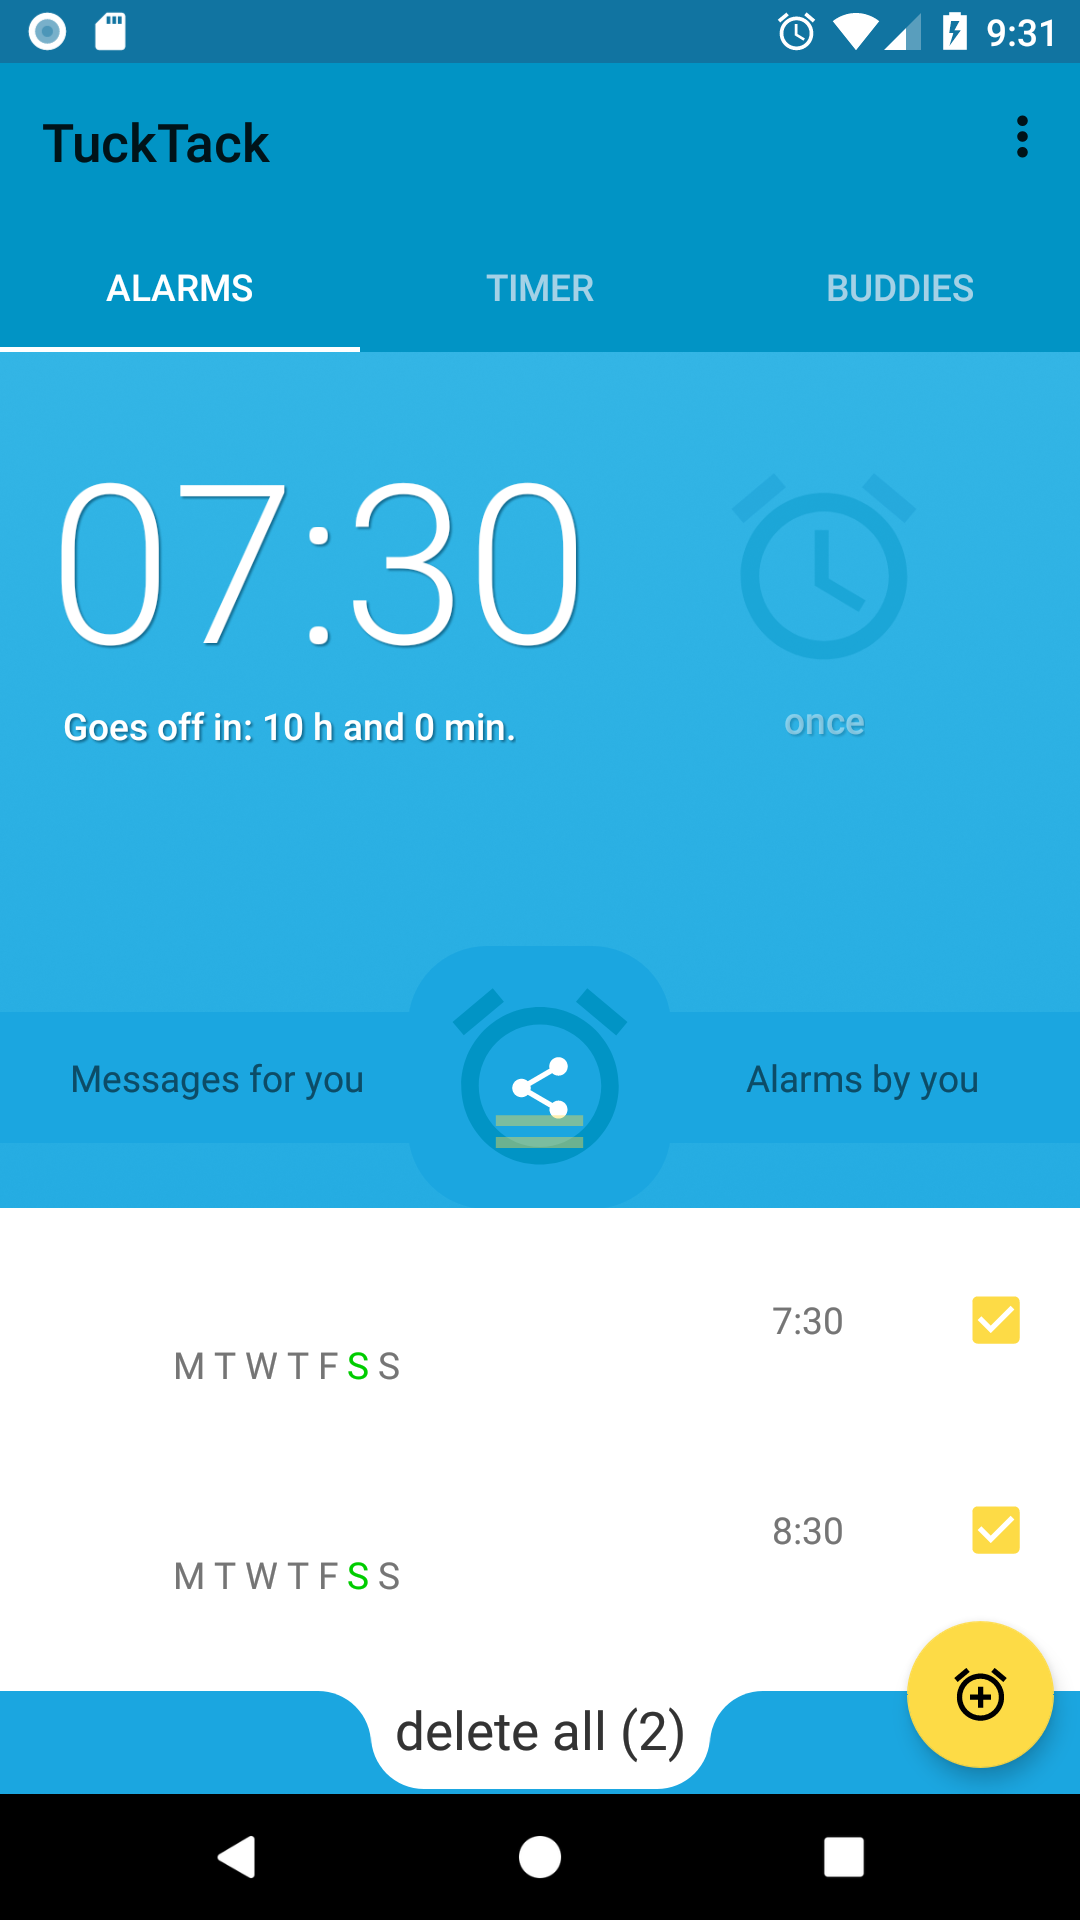 9:31
TuckTack
ALARMS TIMER BUDDIES
07:30
Goes off in: 10 h and 0 min.
once
Messages for you
Alarms by you
7:30
M T W T F S S
8:30
M T W T F S S
delete all (2)